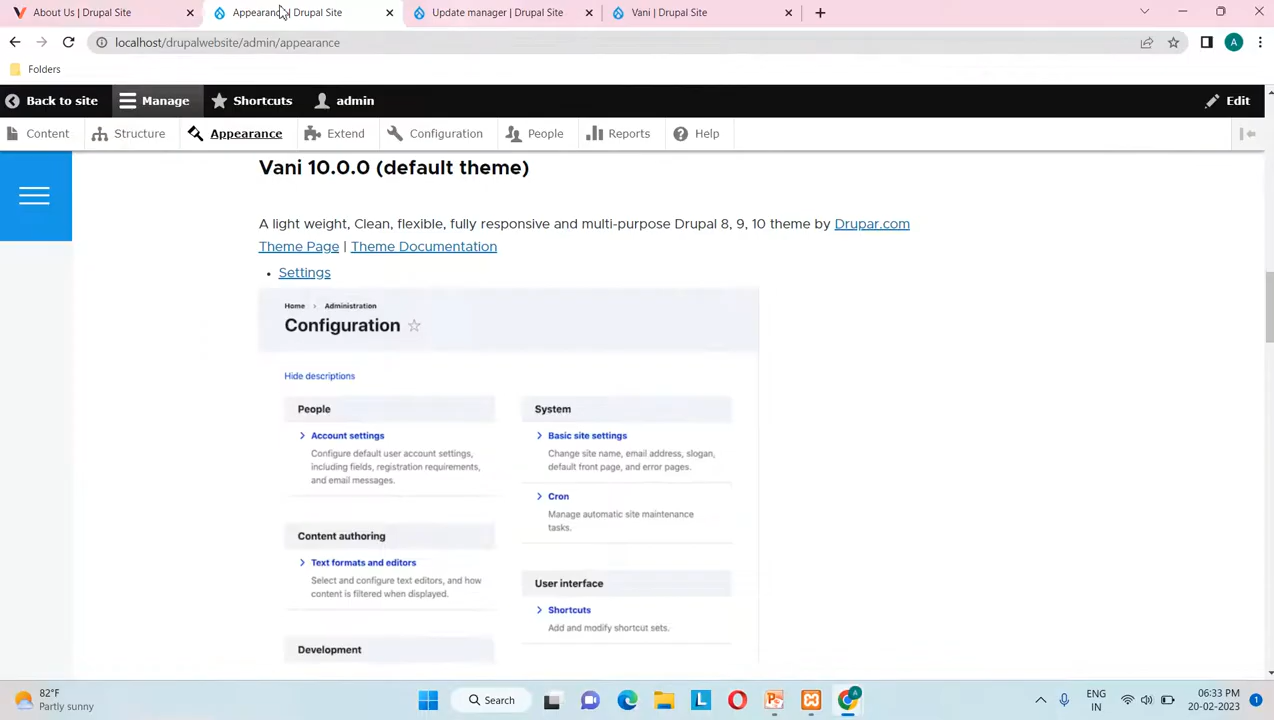 About Us | Drupal Site
Appearance | Drupal Site
Update manager | Drupal Site
Vani | Drupal Site
localhost/drupalwebsite/admin/appearance
A
Folders
Back to site
Manage
Shortcuts
admin
Edit
Content
Structure
Appearance
Extend
Configuration
People
Reports
Help
Vani 10.0.0 (default theme)
A light weight, Clean, flexible, fully responsive and multi-purpose Drupal 8, 9, 10 theme by Drupar.com
Theme Page | Theme Documentation
• Settings
Home > Administration
Configuration
Hide descriptions
People
Account settings
Configure default user account settings,
including fields, registration requirements,
and email messages.
Content authoring
Text formats and editors
Select and configure text editors, and how
content is filtered when displayed.
Development
System
Basic site settings
Change site name, email address, slogan,
default front page, and error pages.
Cron
Manage automatic site maintenance
tasks.
User interface
Shortcuts
Add and modify shortcut sets.
82°F
Partly sunny
Search
L
A
ENG
IN
06:33 PM
20-02-2023
1